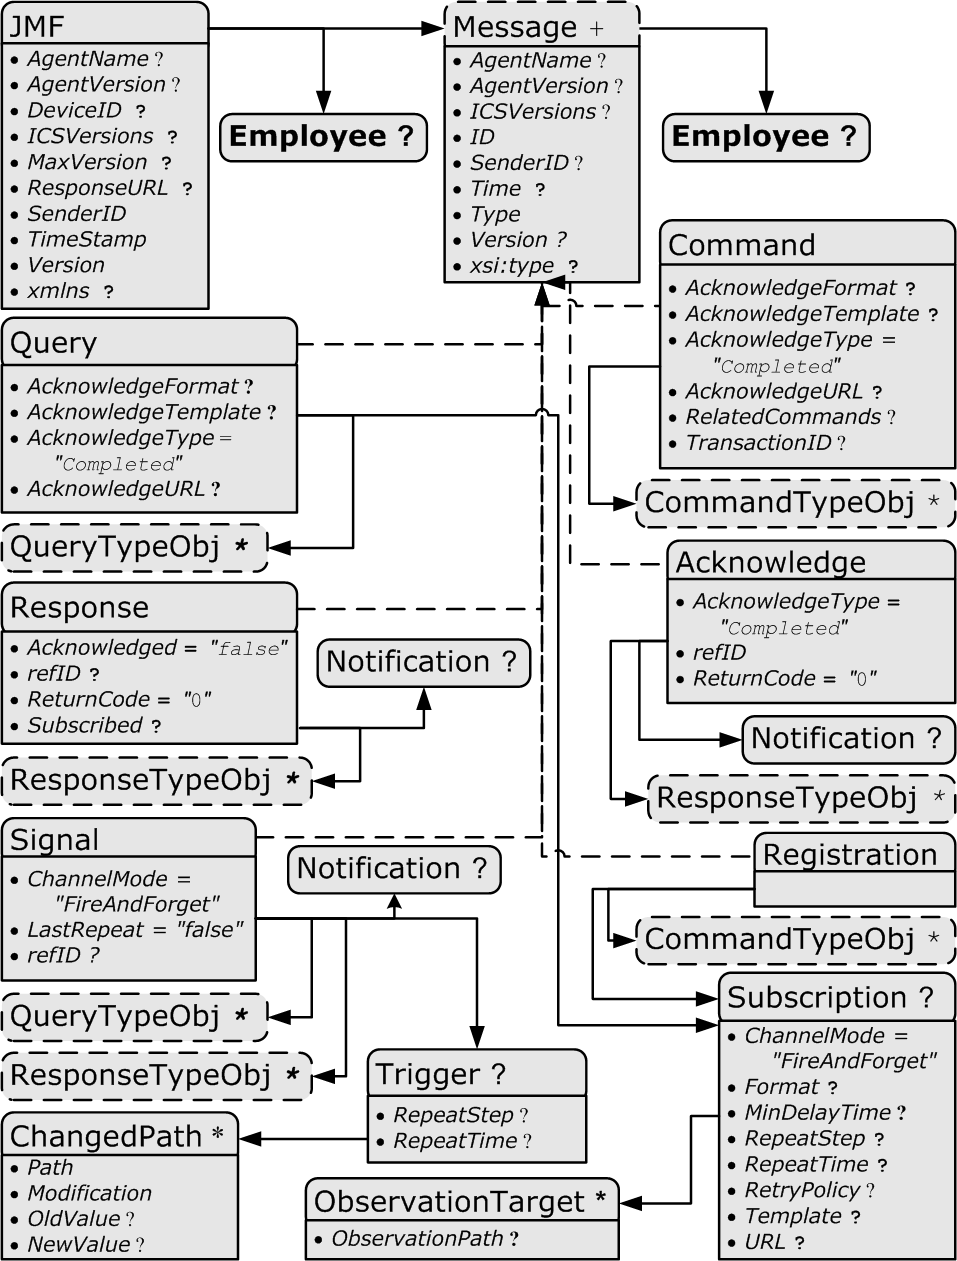 JMF
• AgentName ?
• AgentVersion ?
• DeviceID ?
• ICSVersions ?
• MaxVersion ?
• ResponseURL ?
• SenderID
• TimeStamp
• Version
• xmlns ?
Employee ?
Message +
• AgentName ?
• AgentVersion ?
• ICSVersions ?
• ID
• SenderID ?
• Time ?
• Type
• Version ?
• xsi:type ?
Employee ?
Command
• AcknowledgeFormat ?
• AcknowledgeTemplate ?
• AcknowledgeType =
"Completed"
• AcknowledgeURL ?
• RelatedCommands ?
• TransactionID ?
CommandTypeObj *
Query
• AcknowledgeFormat ?
• AcknowledgeTemplate ?
• AcknowledgeType =
"Completed"
• AcknowledgeURL ?
QueryTypeObj *
Acknowledge
• AcknowledgeType =
"Completed"
• refID
• ReturnCode = "0"
Notification ?
ResponseTypeObj *
Response
• Acknowledged = "false"
• refID ?
• ReturnCode = "0"
• Subscribed ?
Notification ?
ResponseTypeObj *
Signal
• ChannelMode =
"FireAndForget"
• LastRepeat = "false"
• refID ?
Notification ?
QueryTypeObj *
ResponseTypeObj *
Registration
CommandTypeObj *
Subscription ?
• ChannelMode =
"FireAndForget"
• Format ?
• MinDelayTime ?
• RepeatStep ?
• RepeatTime ?
• RetryPolicy ?
• Template ?
• URL ?
Trigger ?
• RepeatStep ?
• RepeatTime ?
ChangedPath *
• Path
• Modification
• OldValue ?
• NewValue ?
ObservationTarget *
• ObservationPath ?